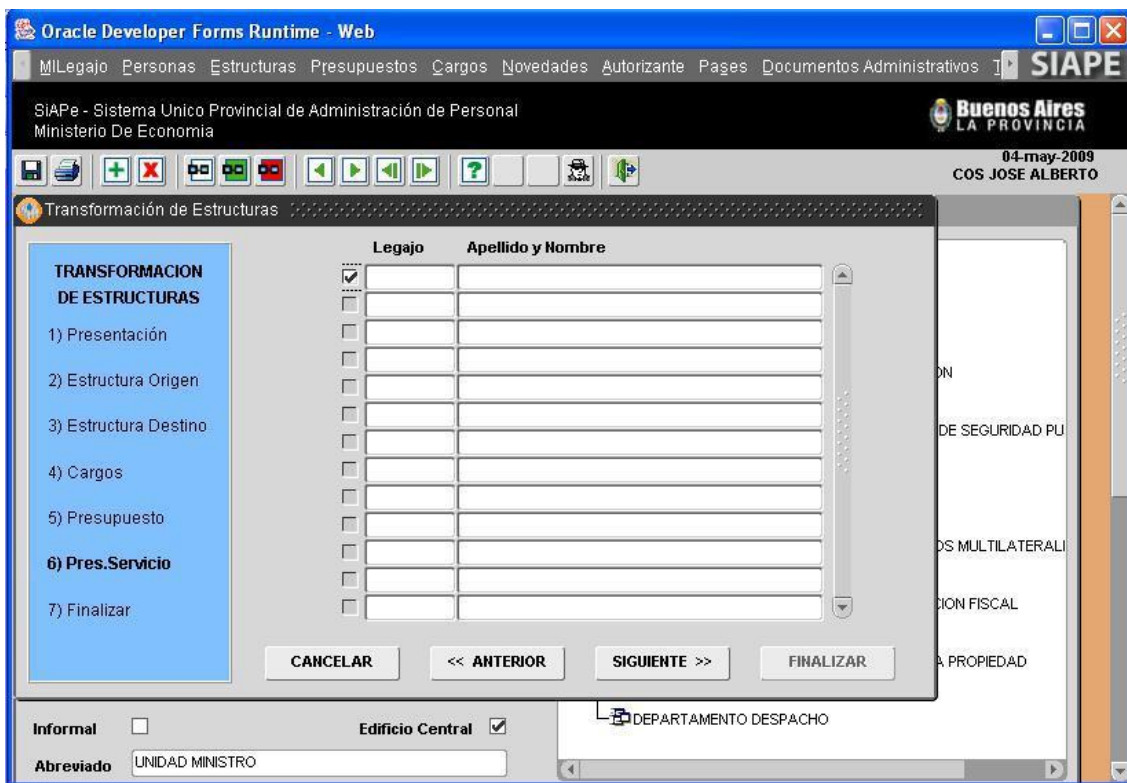 Oracle Developer Forms Runtime - Web
MILegajo Personas Estructuras Presupuestos Cargos Novedades Autorizante Pases Documentos Administrativos SIAPE
SiAPe - Sistema Unico Provincial de Administración de Personal
Ministerio De Economia
Buenos Aires
LA PROVINCIA
04-may-2009
COS JOSE ALBERTO
Transformación de Estructuras
Legajo Apellido y Nombre
TRANSFORMACION
DE ESTRUCTURAS
1) Presentación
2) Estructura Origen
3) Estructura Destino
4) Cargos
5) Presupuesto
6) Pres.Servicio
7) Finalizar
CANCELAR << ANTERIOR SIGUIENTE >> FINALIZAR
ON
DE SEGURIDAD PU
OS MULTILATERALI
CION FISCAL
A PROPIEDAD
DEPARTAMENTO DESPACHO
Informal Edificio Central
Abreviado UNIDAD MINISTRO